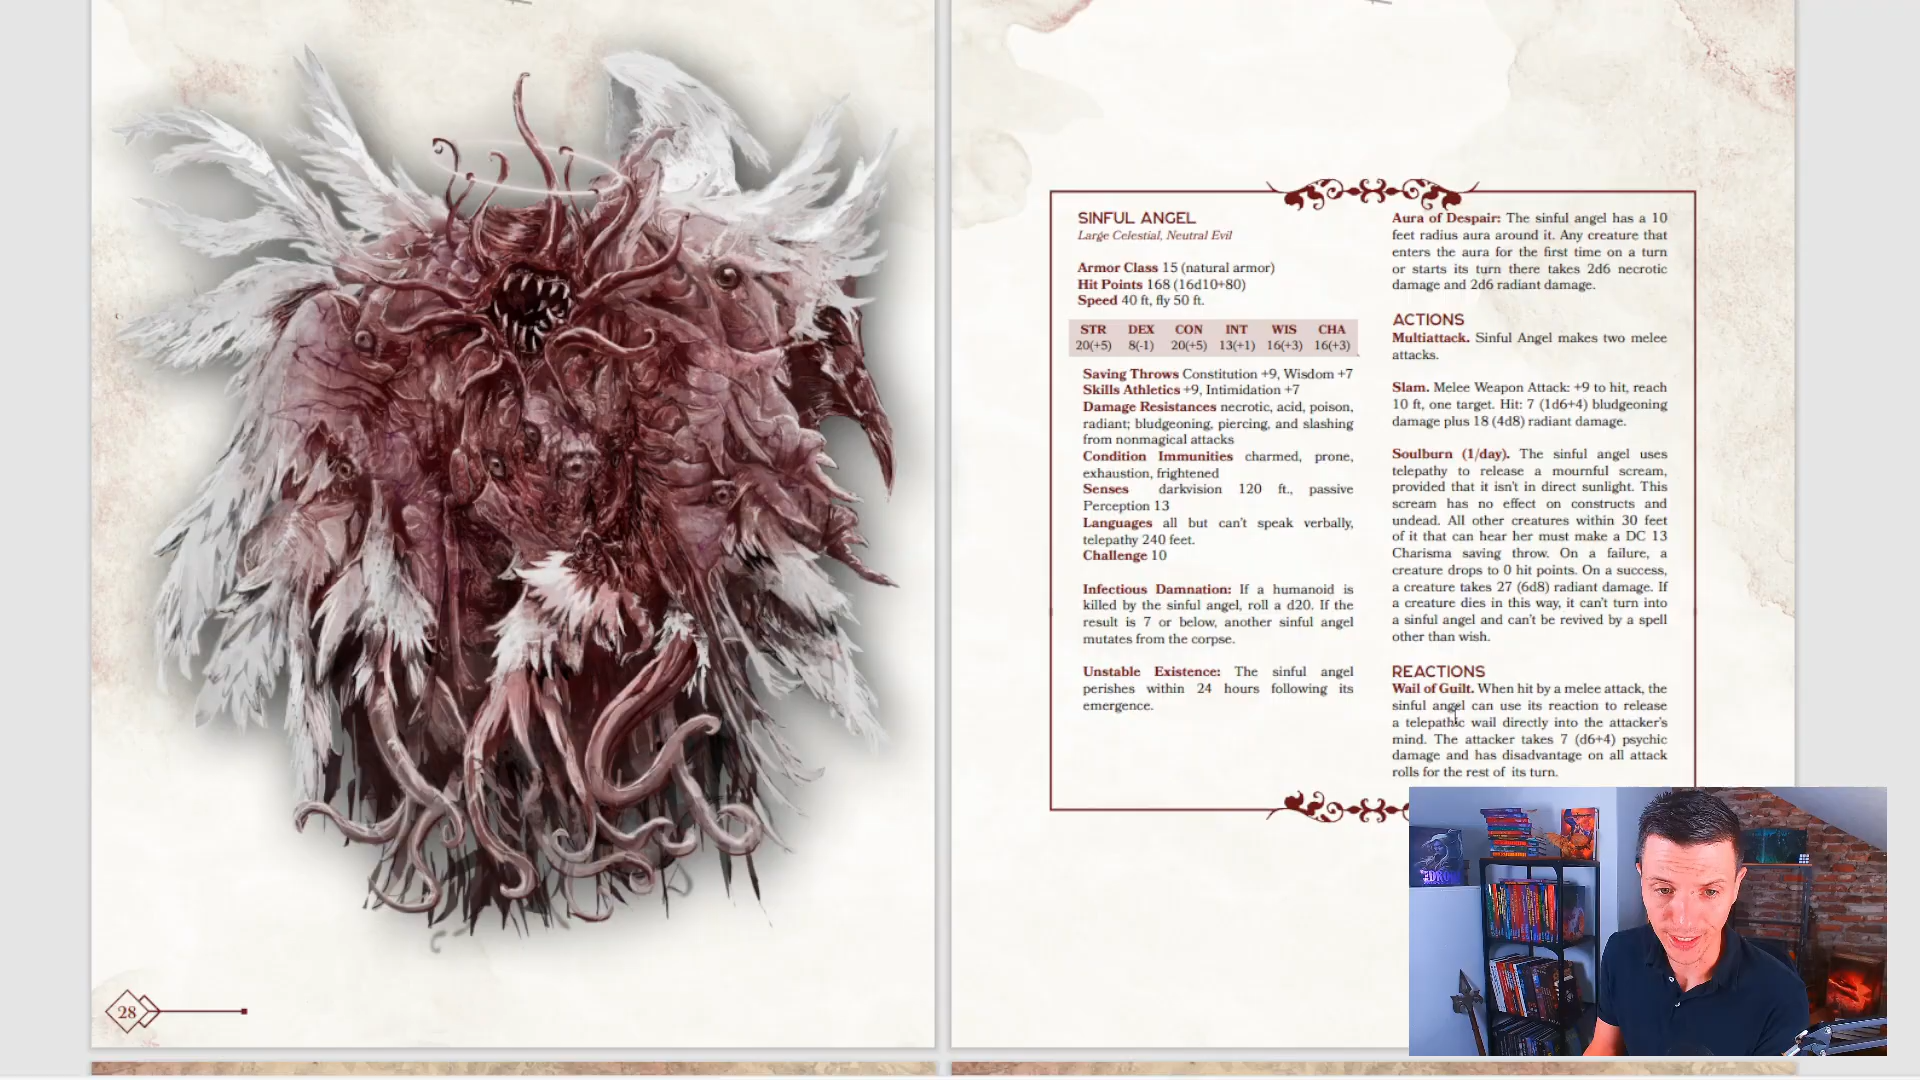 SINFUL ANGEL
Large Celestial, Neutral Evil
Armor Class 15 (natural armor)
Hit Points 168 (16d10+80)
Speed 40 ft, fly 50 ft.
STR DEX CON INT WIS CHA
20(+5) 8(-1) 20(+5) 13(+1) 16(+3) 16(+3)
Saving Throws Constitution +9, Wisdom +7
Skills Athletics +9, Intimidation +7
Damage Resistances necrotic, acid, poison,
radiant; bludgeoning, piercing, and slashing
from nonmagical attacks
Condition Immunities charmed, prone,
exhaustion, frightened
Senses darkvision 120 ft., passive
Perception 13
Languages all but can't speak verbally,
telepathy 240 feet.
Challenge 10
Infectious Damnation: If a humanoid is
killed by the sinful angel, roll a d20. If the
result is 7 or below, another sinful angel
mutates from the corpse.
Unstable Existence: The sinful angel
perishes within 24 hours following its
emergence.
Aura of Despair: The sinful angel has a 10
feet radius aura around it. Any creature that
enters the aura for the first time on a turn
or starts its turn there takes 2d6 necrotic
damage and 2d6 radiant damage.
ACTIONS
Multiattack. Sinful Angel makes two melee
attacks.
Slam. Melee Weapon Attack: +9 to hit, reach
10 ft, one target. Hit: 7 (1d6+4) bludgeoning
damage plus 18 (4d8) radiant damage.
Soulburn (1/day). The sinful angel uses
telepathy to release a mournful scream,
provided that it isn't in direct sunlight. This
scream has no effect on constructs and
undead. All other creatures within 30 feet
of it that can hear her must make a DC 13
Charisma saving throw. On a failure, a
creature drops to 0 hit points. On a success,
a creature takes 27 (6d8) radiant damage. If
a creature dies in this way, it can't turn into
a sinful angel and can't be revived by a spell
other than wish.
REACTIONS
Wail of Guilt. When hit by a melee attack, the
sinful angel can use its reaction to release
a telepathic wail directly into the attacker's
mind. The attacker takes 7 (d6+4) psychic
damage and has disadvantage on all attack
rolls for the rest of its turn.
28